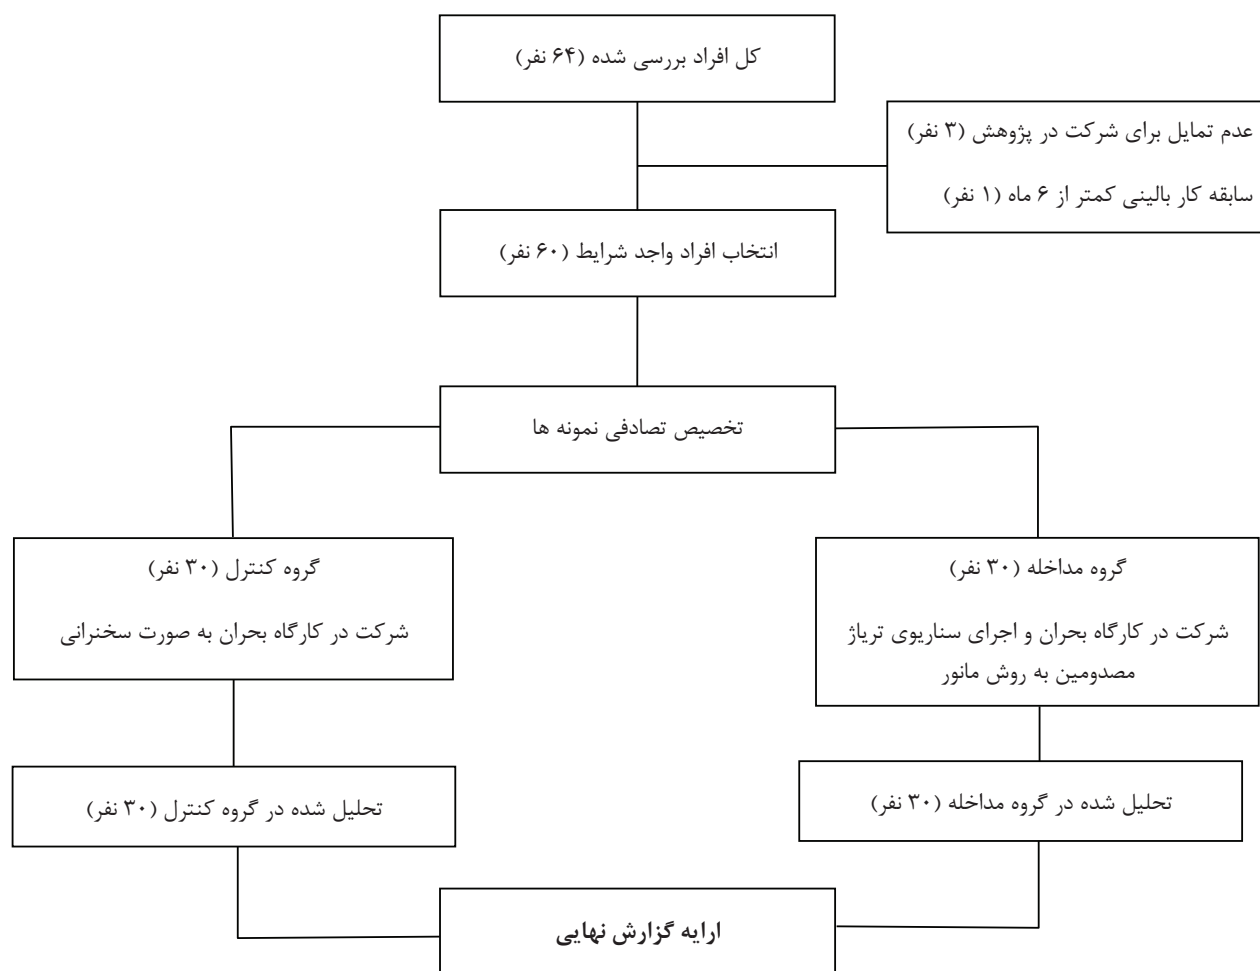 کل افراد بررسی شده (۶۴ نفر)
عدم تمایل برای شرکت در پژوهش (۳ نفر)
سابقه کار بالینی کمتر از ۶ ماه (۱ نفر)
انتخاب افراد واجد شرایط (۶۰ نفر)
تخصیص تصادفی نمونه ها
گروه مداخله (۳۰ نفر)
شرکت در کارگاه بحران و اجرای سناریوی تریاژ
مصدومین به روش مانور
گروه کنترل (۳۰ نفر)
شرکت در کارگاه بحران به صورت سخنرانی
تحلیل شده در گروه مداخله (۳۰ نفر)
تحلیل شده در گروه کنترل (۳۰ نفر)
ارایه گزارش نهایی